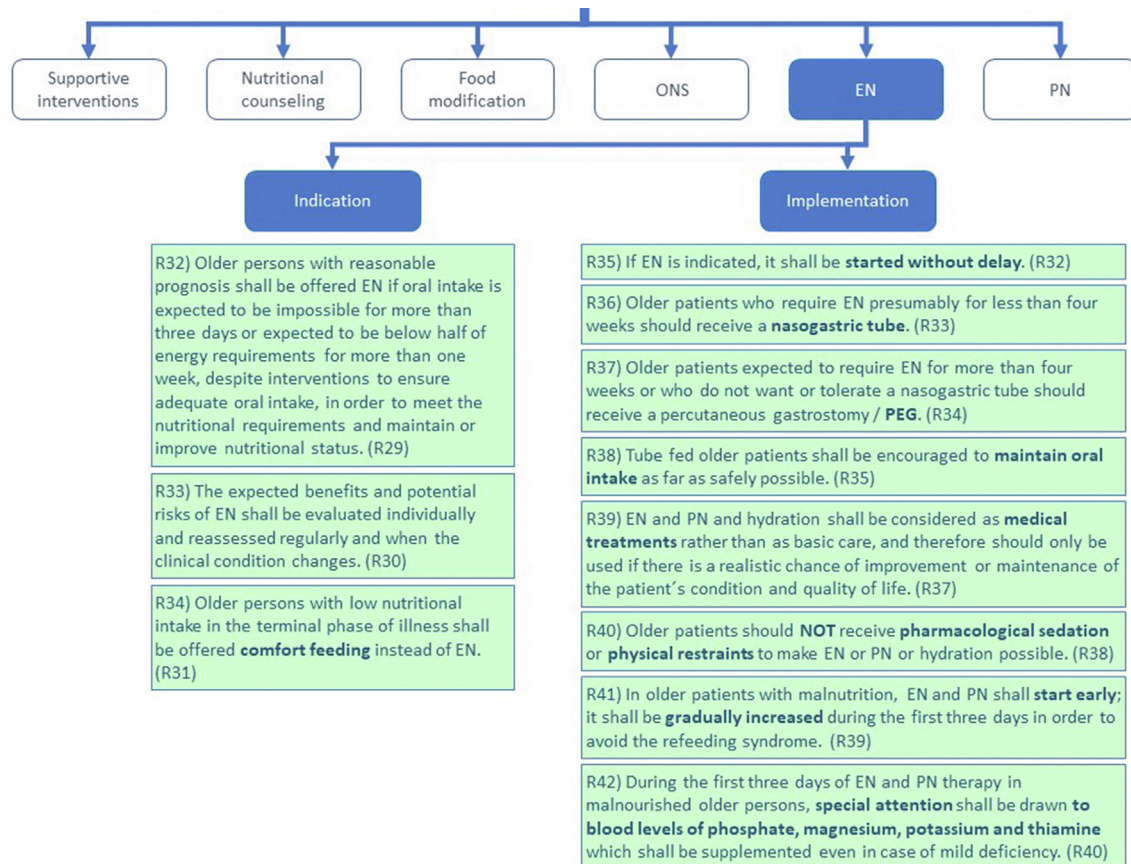 Supportive
interventions
Nutritional
counseling
Food
modification
ONS
EN
PN
Indication
Implementation
R32) Older persons with reasonable
prognosis shall be offered EN if oral intake is
expected to be impossible for more than
three days or expected to be below half of
energy requirements for more than one
week, despite interventions to ensure
adequate oral intake, in order to meet the
nutritional requirements and maintain or
improve nutritional status. (R29)
R33) The expected benefits and potential
risks of EN shall be evaluated individually
and reassessed regularly and when the
clinical condition changes. (R30)
R34) Older persons with low nutritional
intake in the terminal phase of illness shall
be offered comfort feeding instead of EN.
(R31)
R35) If EN is indicated, it shall be started without delay. (R32)
R36) Older patients who require EN presumably for less than four
weeks should receive a nasogastric tube. (R33)
R37) Older patients expected to require EN for more than four
weeks or who do not want or tolerate a nasogastric tube should
receive a percutaneous gastrostomy / PEG. (R34)
R38) Tube fed older patients shall be encouraged to maintain oral
intake as far as safely possible. (R35)
R39) EN and PN and hydration shall be considered as medical
treatments rather than as basic care, and therefore should only be
used if there is a realistic chance of improvement or maintenance of
the patient´s condition and quality of life. (R37)
R40) Older patients should NOT receive pharmacological sedation
or physical restraints to make EN or PN or hydration possible. (R38)
R41) In older patients with malnutrition, EN and PN shall start early;
it shall be gradually increased during the first three days in order to
avoid the refeeding syndrome. (R39)
R42) During the first three days of EN and PN therapy in
malnourished older persons, special attention shall be drawn to
blood levels of phosphate, magnesium, potassium and thiamine
which shall be supplemented even in case of mild deficiency. (R40)